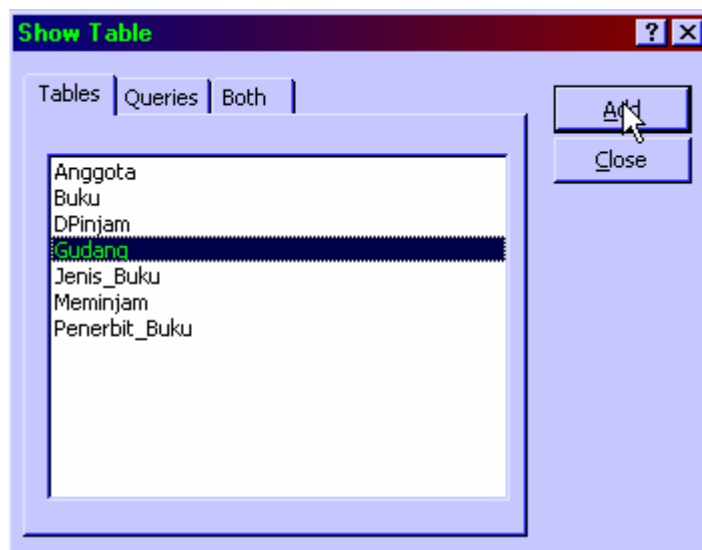 Show Table
Tables Queries Both
Add
Close
Anggota
Buku
DPinjam
Gudang
Jenis_Buku
Meminjam
Penerbit_Buku